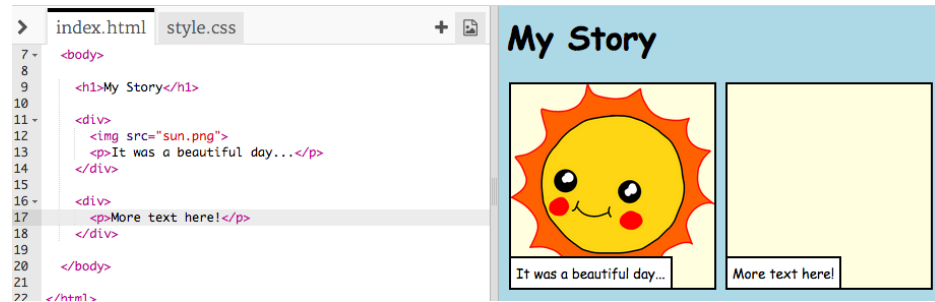 index.html style.css
7 <body>
8
9 <h1>My Story</h1>
10
11 <div>
12 <img src="sun.png">
13 <p>It was a beautiful day...</p>
14 </div>
15
16 <div>
17 <p>More text here!</p>
18 </div>
19
20 </body>
21
22 </html>
My Story
It was a beautiful day...
More text here!